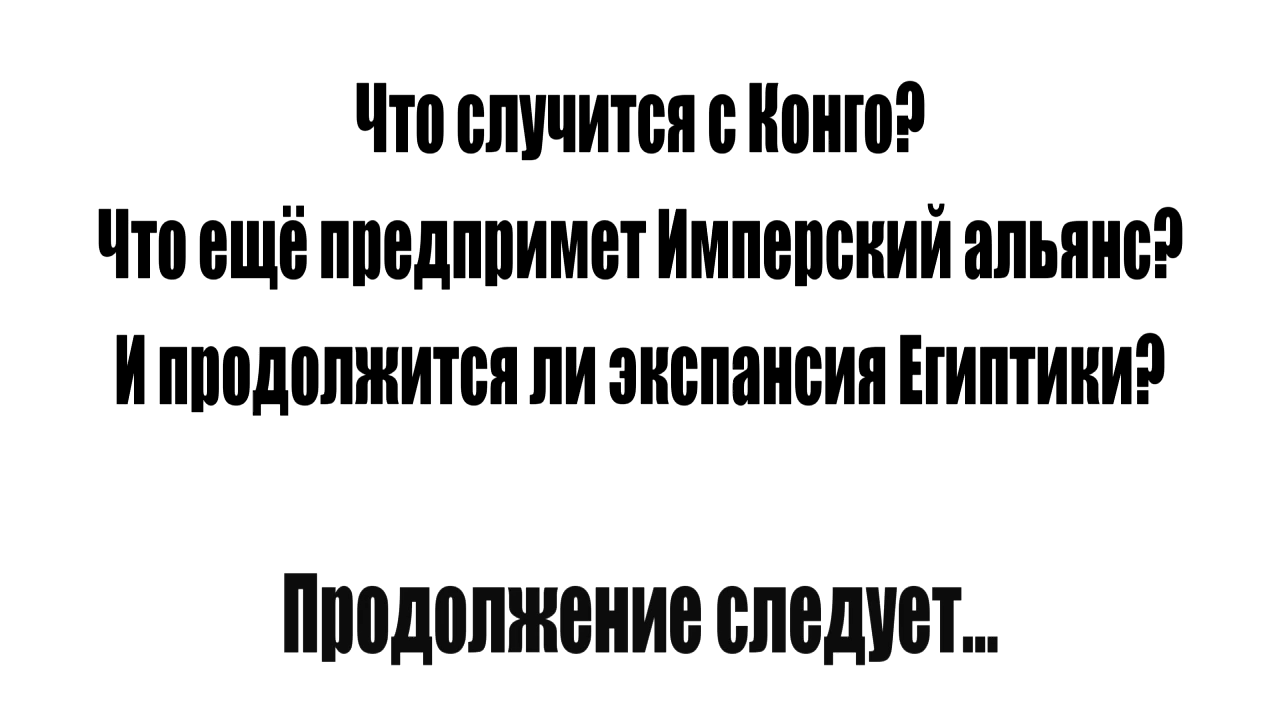 Что случится с Конго?
Что ещё предпримет Имперский альянс?
И продолжится ли экспансия Египтики?
Продолжение следует...